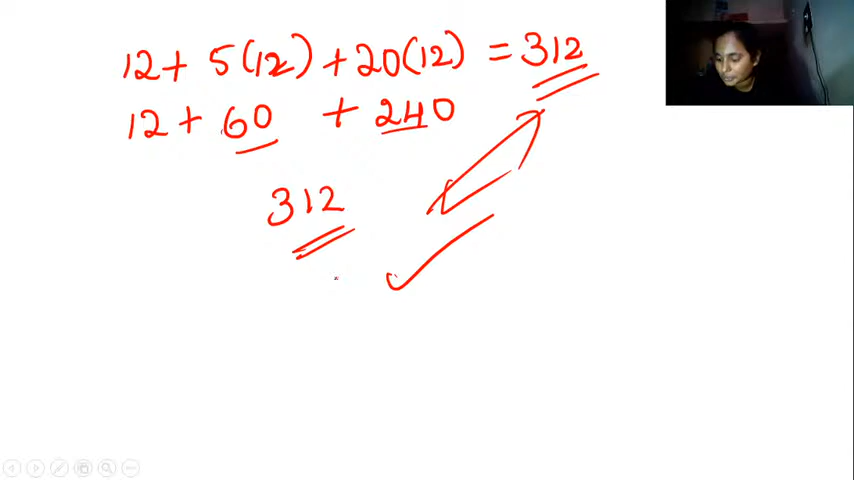 12 + 5(12) + 20(12) = 312
12 + 60 + 240
312